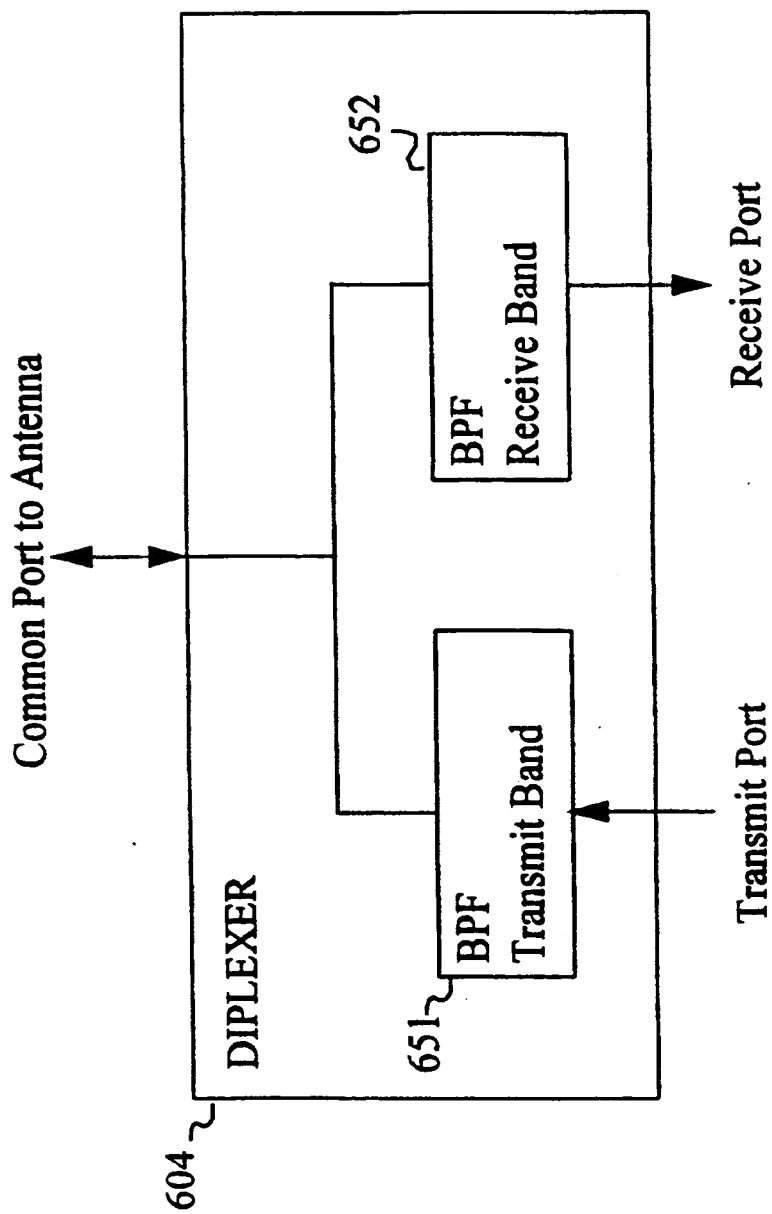 Common Port to Antenna
604
DIPLEXER
651
BPF
Transmit Band
652
BPF
Receive Band
Transmit Port
Receive Port